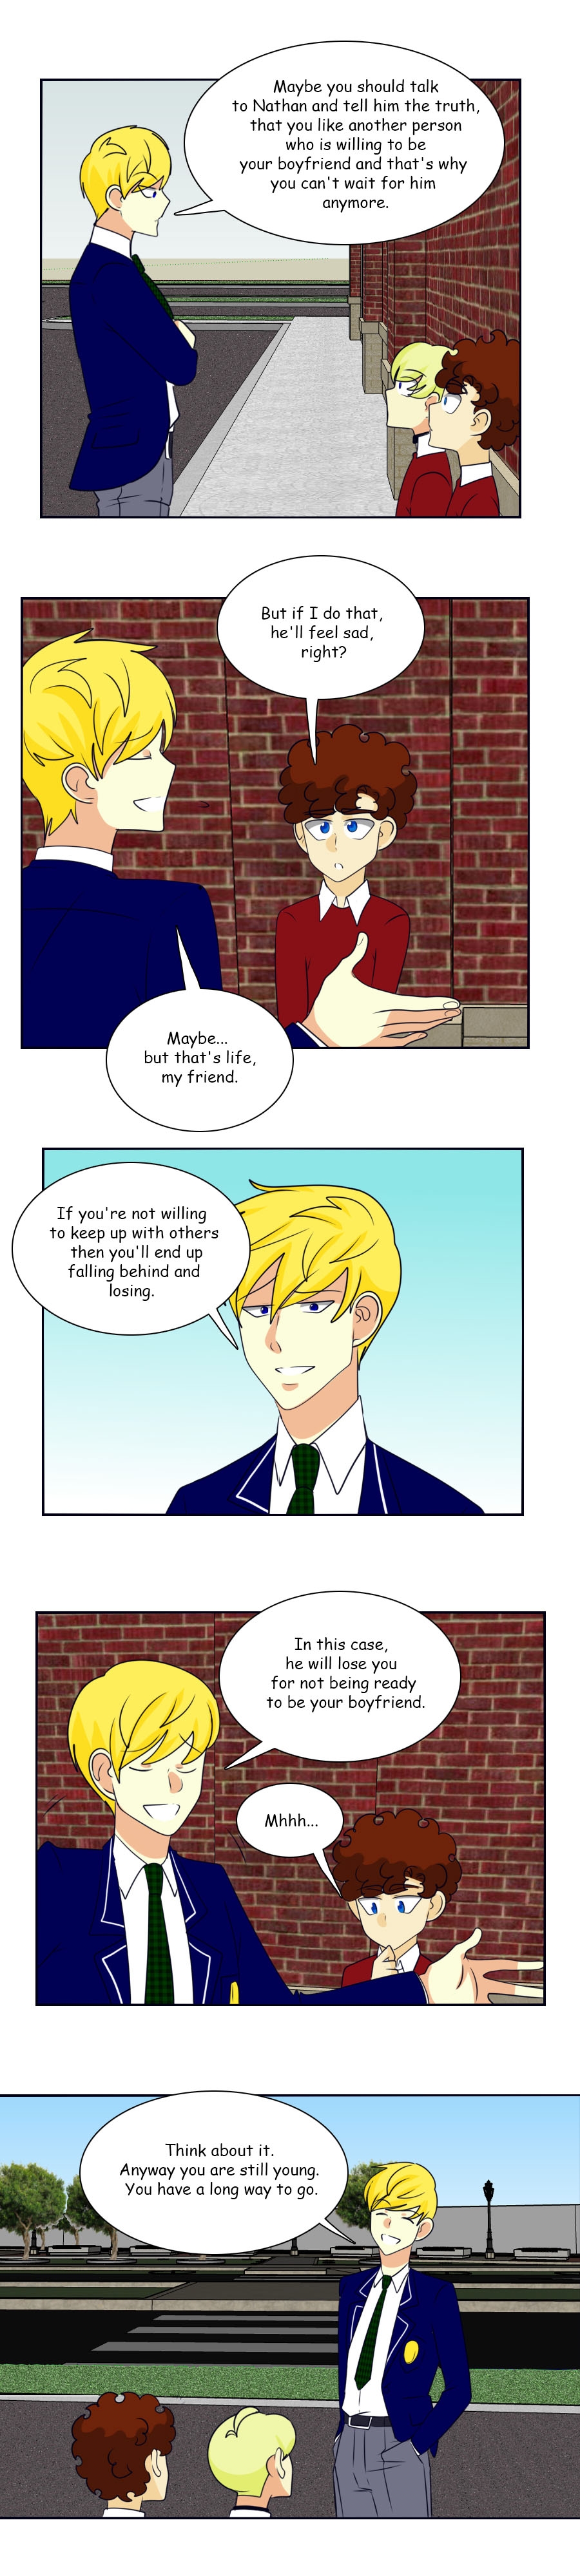 Maybe you should talk
to Nathan and tell him the truth,
that you like another person
who is willing to be
your boyfriend and that's why
you can't wait for him
anymore.
But if I do that,
he'll feel sad,
right?
Maybe...
but that's life,
my friend.
If you're not willing
to keep up with others
then you'll end up
falling behind and
losing.
In this case,
he will lose you
for not being ready
to be your boyfriend.
Mhhh...
Think about it.
Anyway you are still young.
You have a long way to go.